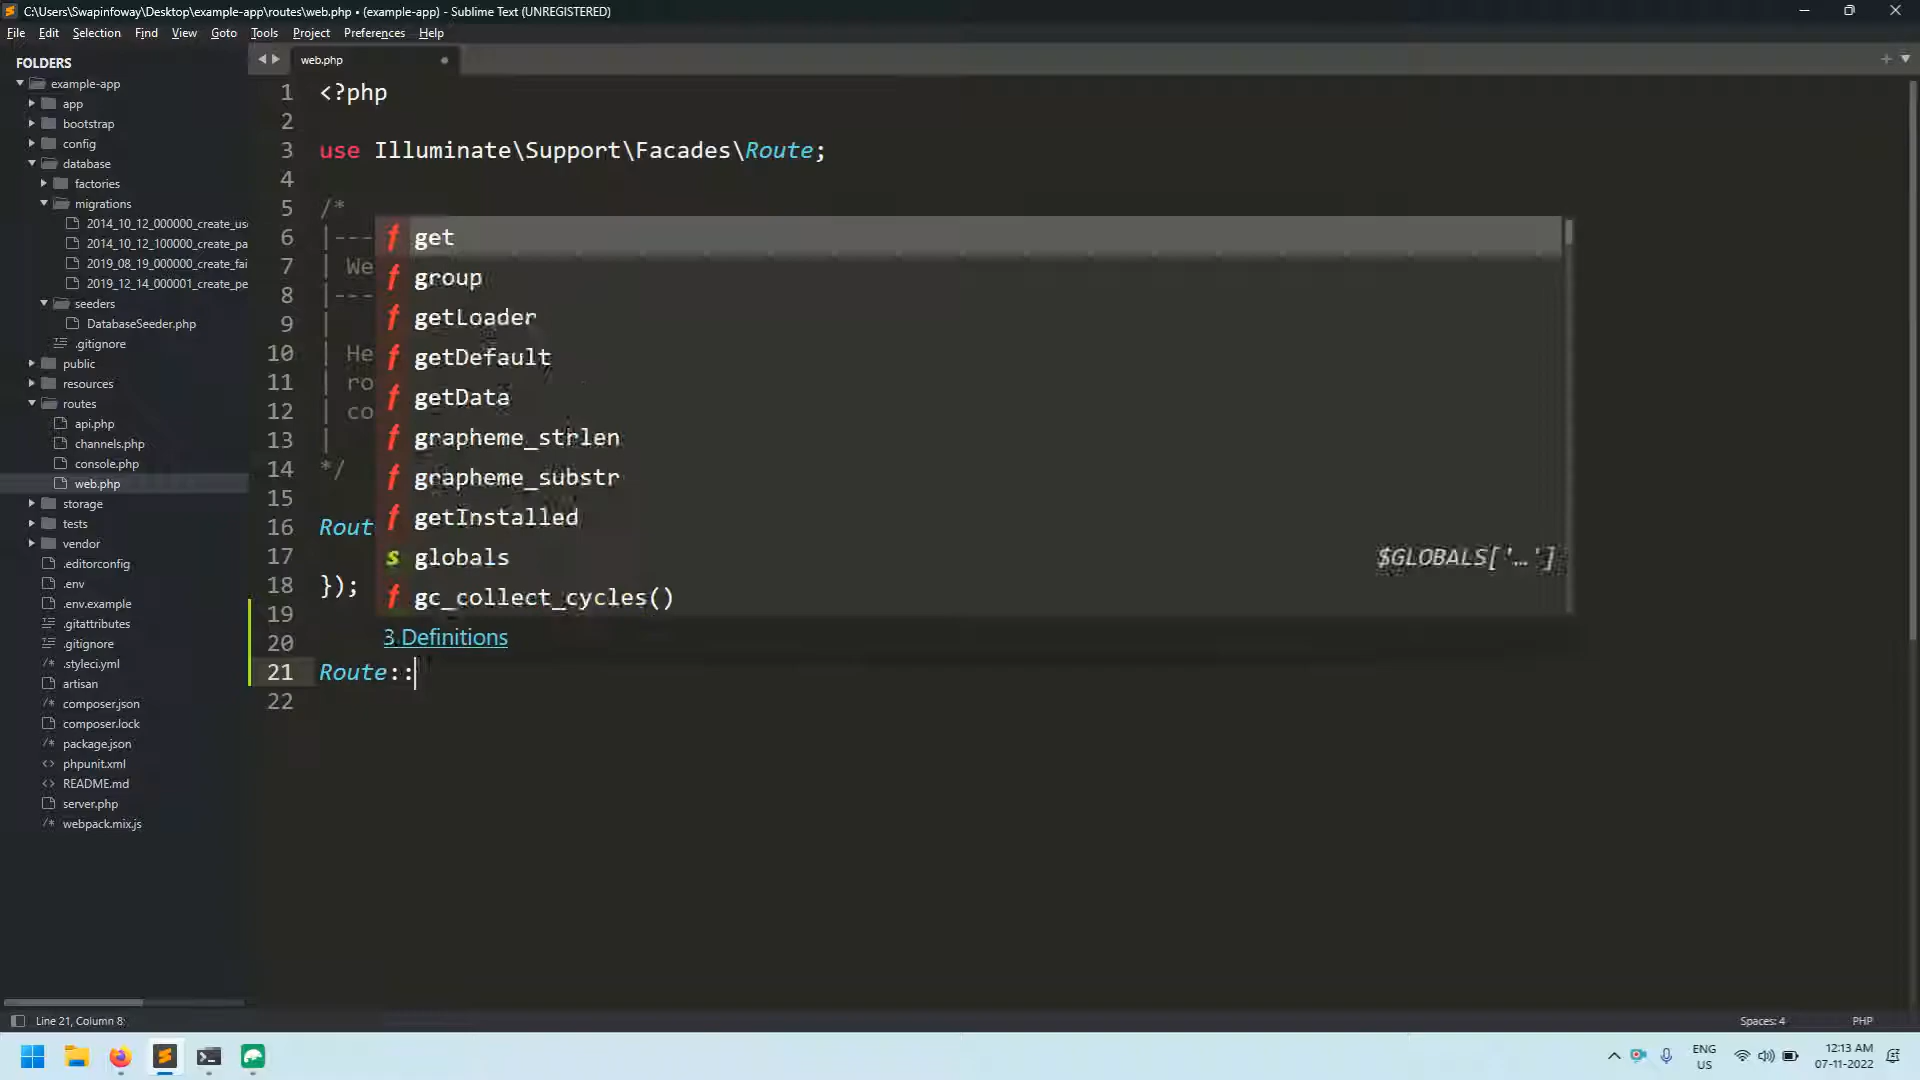 C:\Users\Swapinfoway\Desktop\example-app\routes\web.php • (example-app) - Sublime Text (UNREGISTERED)
File Edit Selection Find View Goto Tools Project Preferences Help
FOLDERS
example-app
app
bootstrap
config
database
factories
migrations
2014_10_12_000000_create_us
2014_10_12_100000_create_pa
2019_08_19_000000_create_fai
2019_12_14_000001_create_pe
seeders
DatabaseSeeder.php
.gitignore
public
resources
routes
api.php
channels.php
console.php
web.php
storage
tests
vendor
.editorconfig
.env
.env.example
.gitattributes
.gitignore
.styleci.yml
artisan
composer.json
composer.lock
package.json
phpunit.xml
README.md
server.php
webpack.mix.js
web.php
1 <?php
2
3 use Illuminate\Support\Facades\Route;
4
5 /*
6 |---
7 | We
8 |---
9 |
10 | He
11 | ro
12 | co
13 |
14 */
15
16 Rout
17
18 });
19
20
21 Route::
22
f get
f group
f getLoader
f getDefault
f getData
f grapheme_strlen
f grapheme_substr
f getInstalled
s globals $GLOBALS['…']
f gc_collect_cycles()
3 Definitions
Line 21, Column 8
Spaces: 4
PHP
ENG
US
12:13 AM
07-11-2022